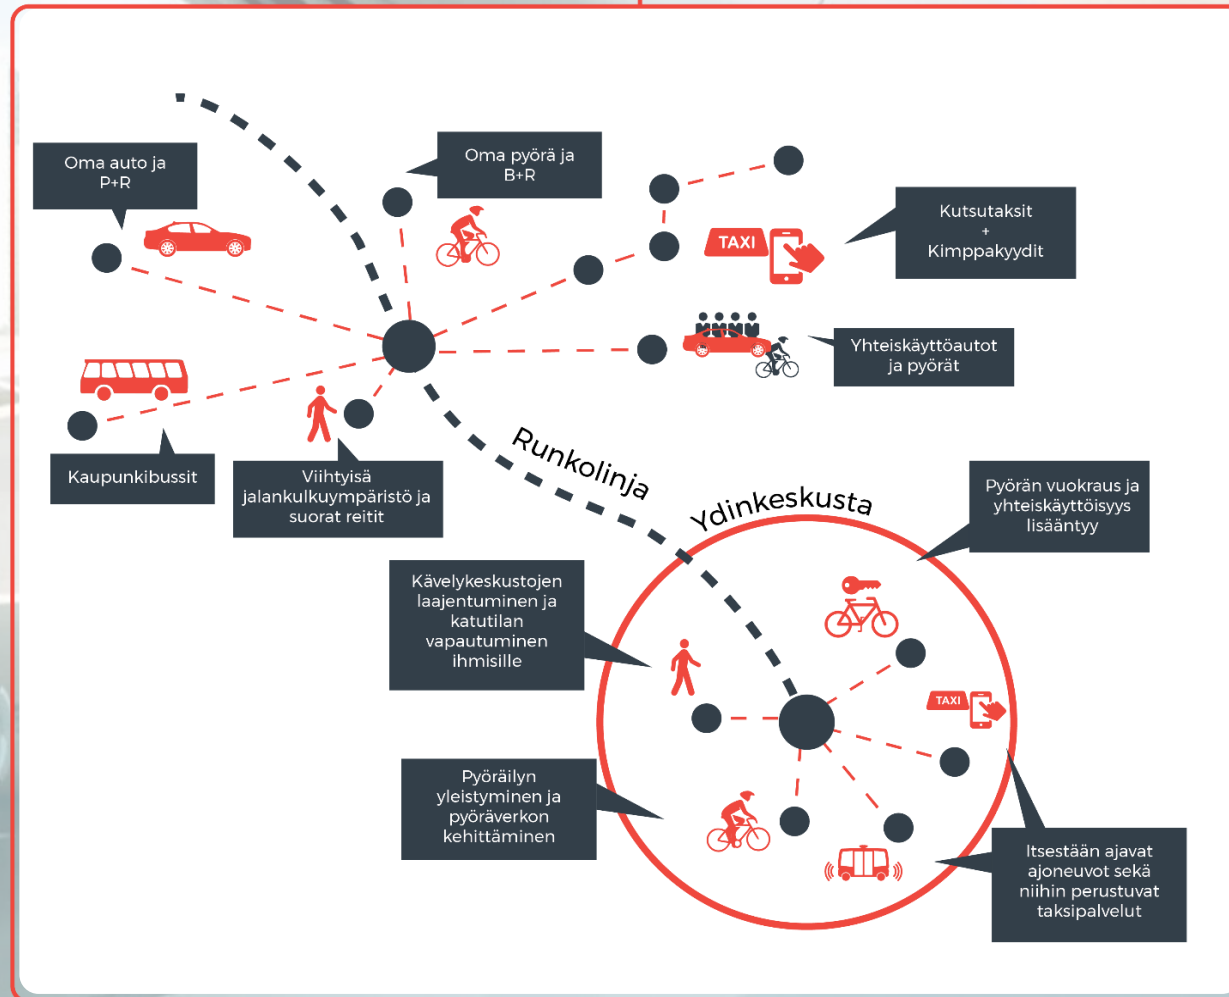 Oma auto ja
P+R
Oma pyörä ja
B+R
TAXI
Kutsutaksit
+
Kimppakyydit
Yhteiskäyttöautot
ja pyörät
Kaupunkibussit
Viihtyisä
jalankulkuympäristö ja
suorat reitit
Runkolinja
Ydinkeskusta
Pyörän vuokraus ja
yhteiskäyttöisyys
lisääntyy
Kävelykeskustojen
laajentuminen ja
katutilan
vapautuminen
ihmisille
TAXI
Pyöräilyn
yleistyminen ja
pyöräverkon
kehittäminen
Itsestään ajavat
ajoneuvot sekä
niihin perustuvat
taksipalvelut